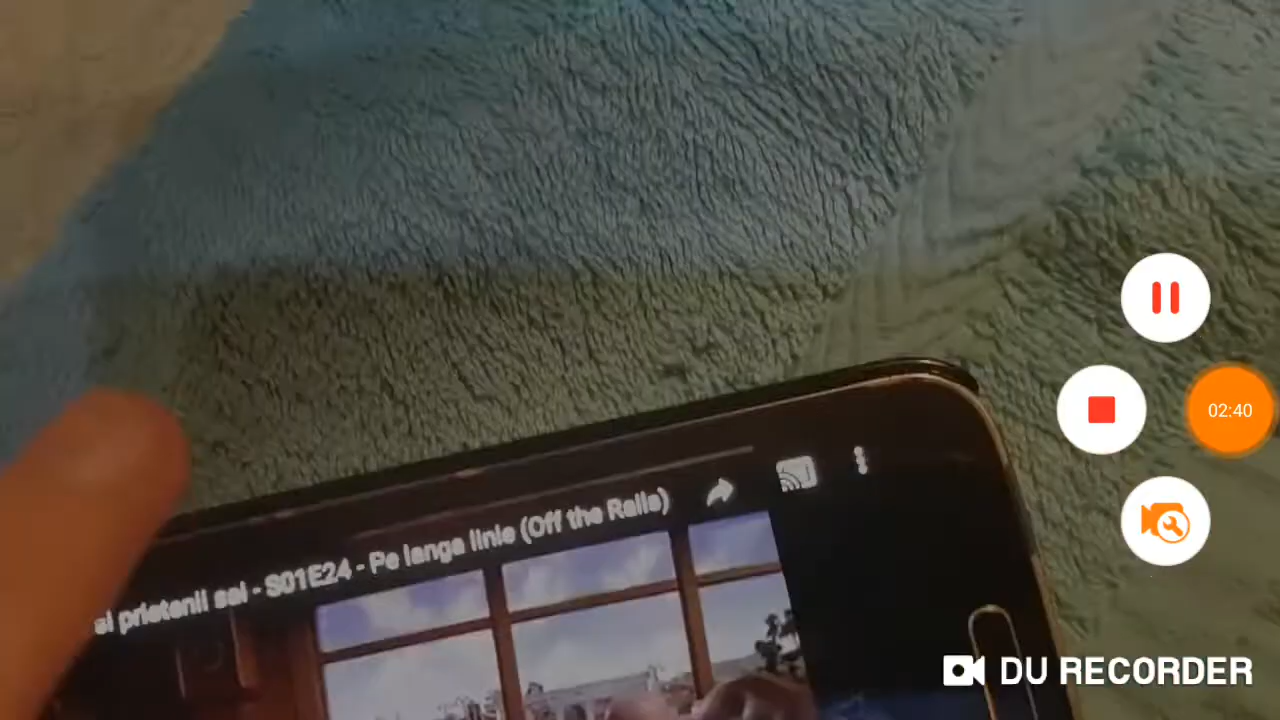 si prietenii sai - S01E24 - Pe langa linie (Off the Rails)
02:40
DU RECORDER